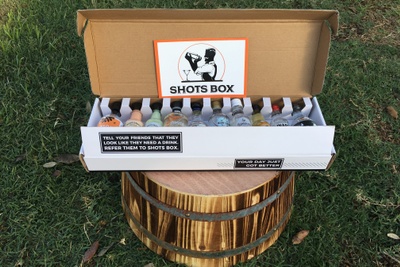 SHOTS BOX
TELL YOUR FRIENDS THAT THEY
LOOK LIKE THEY NEED A DRINK.
REFER THEM TO SHOTS BOX.
YOUR DAY JUST
GOT BETTER